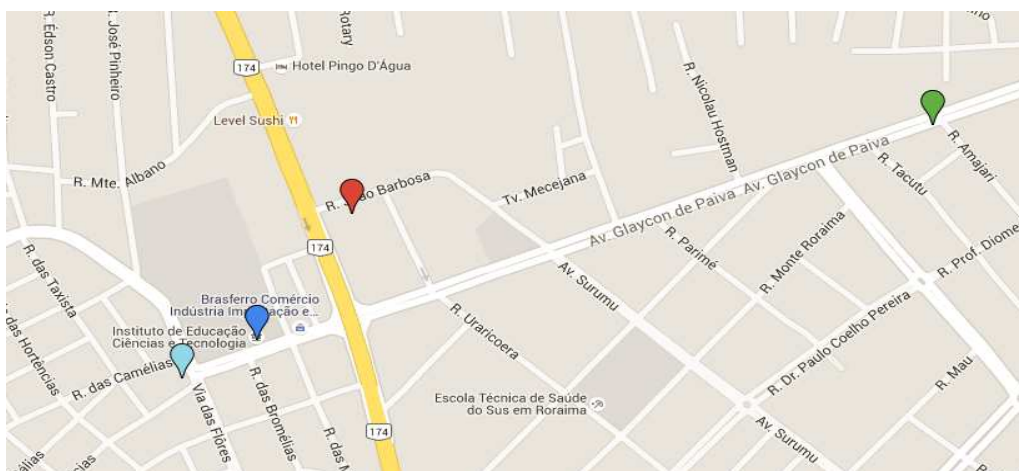 R. Édson Castro
R. José Pinheiro
Rotary
174
Hotel Pingo D'Água
Level Sushi
R. Mte. Albano
R. Nicolau Hostman
R. Amajari
R. Tacutu
Av. Glaycon de Paiva
Av. Glaycon de Paiva
Tv. Mecejana
Barbosa
174
R. Parimé
R. Monte Roraima
R. Prof. Diome
Av. Surumu
R. das Taxista
das Hortências
Brasferro Comércio
Indústria
e...
Instituto de Educação
Ciências e Tecnologia
R. Uraricoera
R. Dr. Paulo Coelho Pereira
R. Mau
R. das Camélias
Via das Flôres
R. das Bromélias
R. das
Escola Técnica de Saúde
do Sus em Roraima
Av. Surumu
174